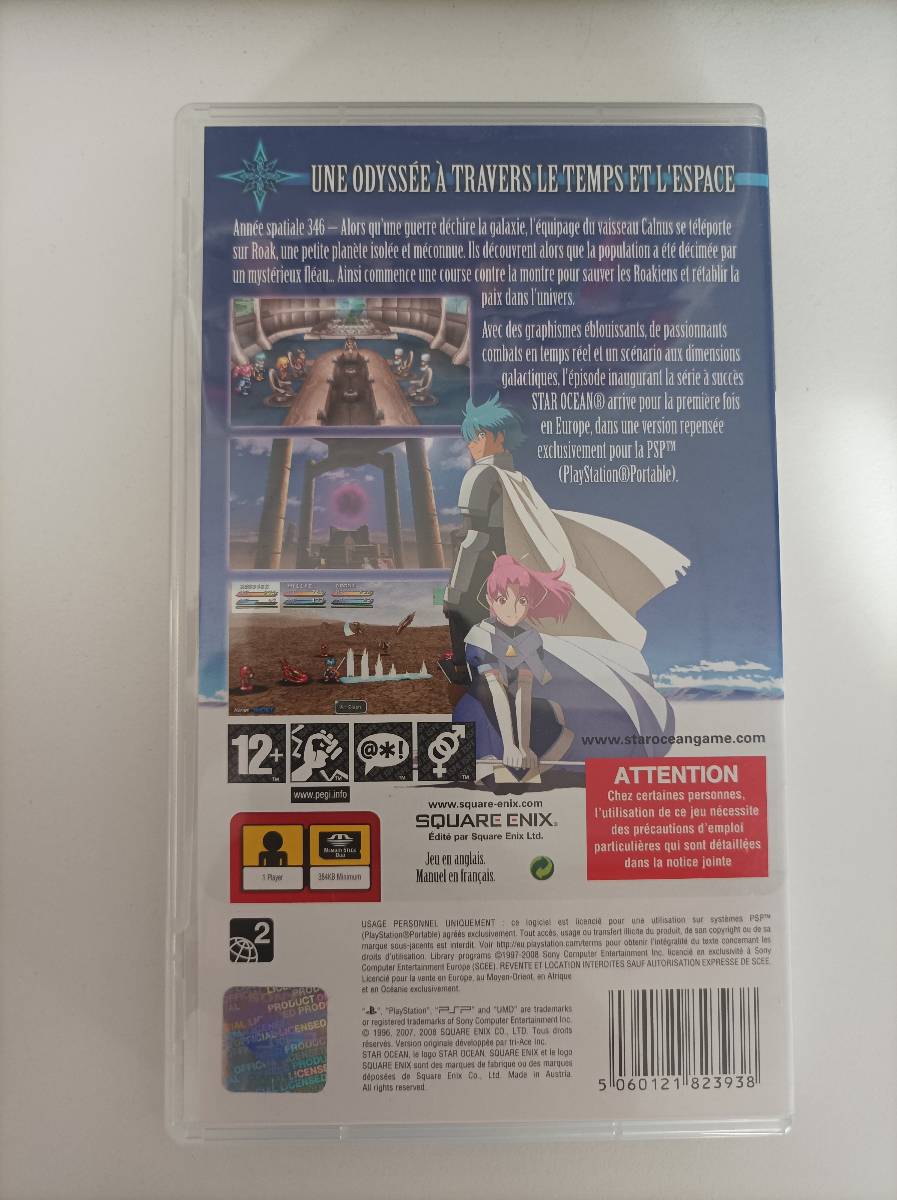 UNE ODYSSÉE À TRAVERS LE TEMPS ET L'ESPACE
Année spatiale 346 – Alors qu'une guerre déchire la galaxie, l'équipage du vaisseau Calnus se téléporte
sur Roak, une petite planète isolée et méconnue. Ils découvrent alors que la population a été décimée par
un mystérieux fléau... Ainsi commence une course contre la montre pour sauver les Roakiens et rétablir la
paix dans l'univers.
Avec des graphismes éblouissants, de passionnants
combats en temps réel et un scénario aux dimensions
galactiques, l'épisode inaugurant la série à succès
STAR OCEAN® arrive pour la première fois
en Europe, dans une version repensée
exclusivement pour la PSP™
(PlayStation®Portable).
12+
@*!
www.pegi.info
www.staroceangame.com
www.square-enix.com
SQUARE ENIX®
Édité par Square Enix Ltd.
Jeu en anglais.
Manuel en français.
ATTENTION
Chez certaines personnes,
l'utilisation de ce jeu nécessite
des précautions d'emploi
particulières qui sont détaillées
dans la notice jointe
1 Player
MEMORY STICK
DUO
384KB Minimum
2
USAGE PERSONNEL UNIQUEMENT : ce logiciel est licencié pour une utilisation sur systèmes PSP™
(PlayStation®Portable) agréés exclusivement. Tout accès, usage ou transfert illicite du produit, de son copyright ou de sa
marque sous-jacents est interdit. Voir http://eu.playstation.com/terms pour obtenir l'intégralité du texte concernant les
droits d'utilisation. Library programs ©1997-2008 Sony Computer Entertainment Inc. licencié en exclusivité à Sony
Computer Entertainment Europe (SCEE). REVENTE ET LOCATION INTERDITES SAUF AUTORISATION EXPRESSE DE SCEE.
Licencié pour la vente en Europe, au Moyen-Orient, en Afrique
et en Océanie exclusivement.
"PlayStation", "PSP" and "UMD" are trademarks
or registered trademarks of Sony Computer Entertainment Inc.
© 1996, 2007, 2008 SQUARE ENIX CO., LTD. Tous droits
réservés. Version originale développée par tri-Ace Inc.
STAR OCEAN, le logo STAR OCEAN, SQUARE ENIX et le logo
SQUARE ENIX sont des marques de fabrique ou des marques
déposées de Square Enix Co., Ltd. Made in Austria.
All rights reserved.
PRODUCT
OFFICIAL LICENSED
5 060121 823938